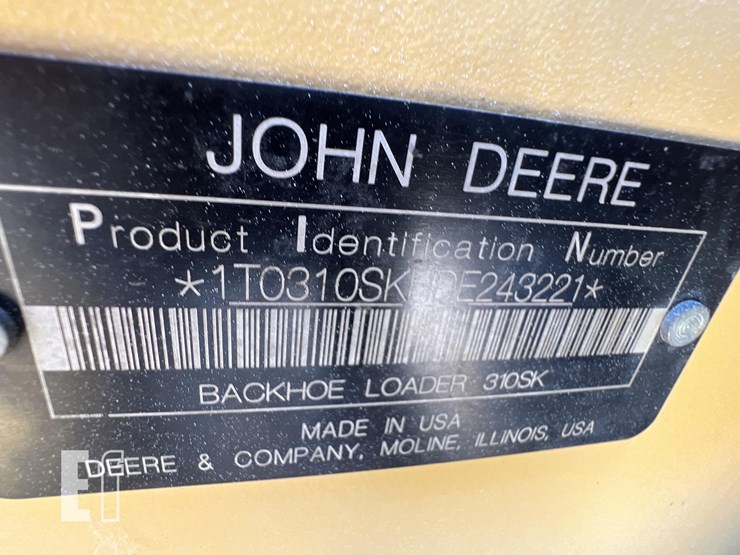 JOHN DEERE
Product Identification Number
BACKHOE LOADER 310SK
MADE IN USA
DEERE & COMPANY, MOLINE, ILLINOIS, USA